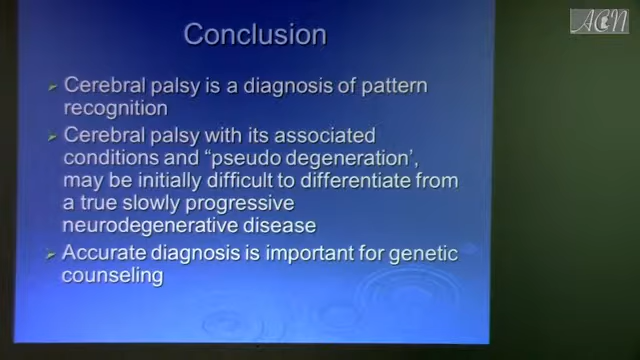 ACN
Conclusion
Cerebral palsy is a diagnosis of pattern
recognition
Cerebral palsy with its associated
conditions and "pseudo degeneration',
may be initially difficult to differentiate from
a true slowly progressive
neurodegenerative disease
Accurate diagnosis is important for genetic
counseling